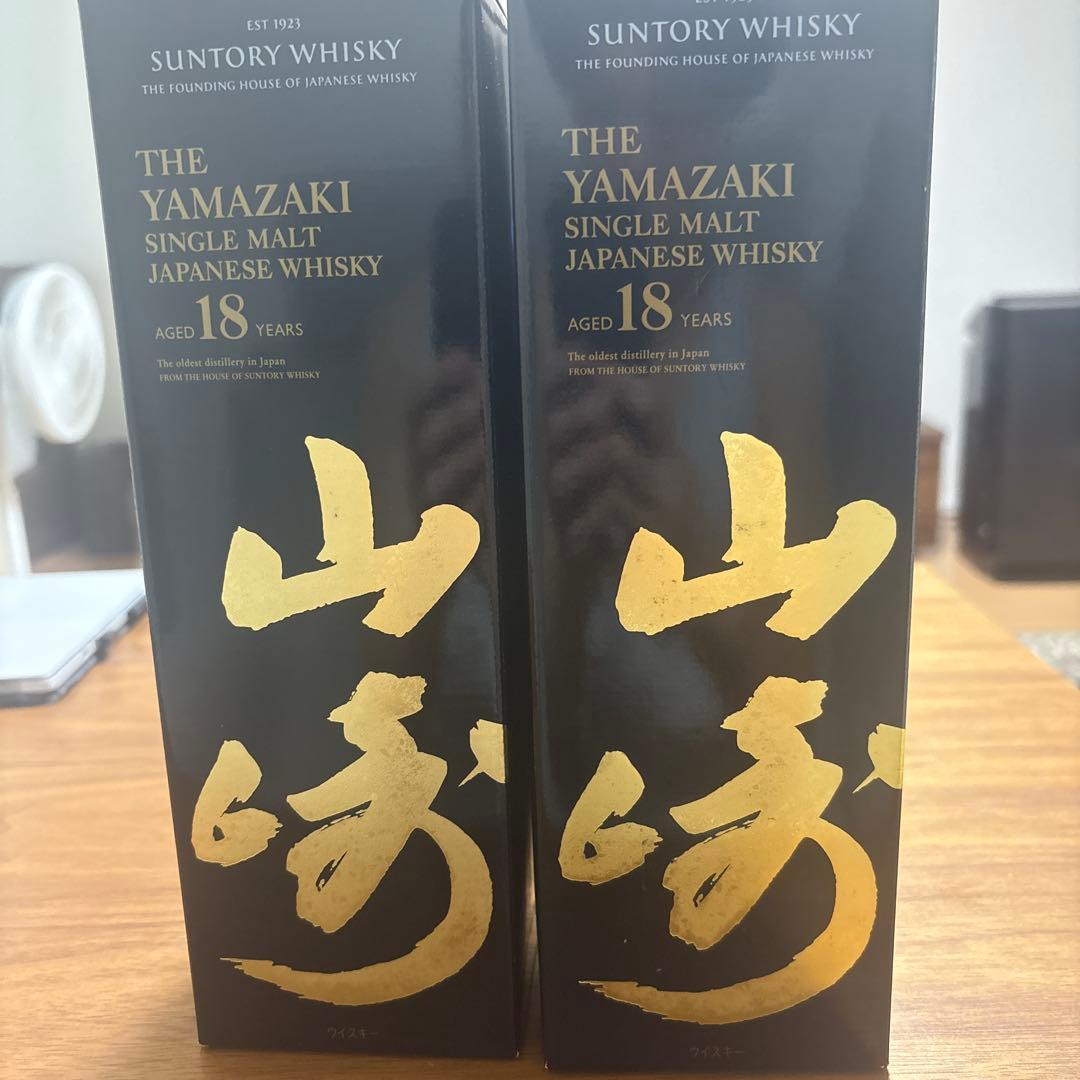 EST 1923
SUNTORY WHISKY
THE FOUNDING HOUSE OF JAPANESE WHISKY
THE
YAMAZAKI
SINGLE MALT
JAPANESE WHISKY
AGED 18 YEARS
The oldest distillery in Japan
FROM THE HOUSE OF SUNTORY WHISKY
山
崎
ウイスキー
EST 1923
SUNTORY WHISKY
THE FOUNDING HOUSE OF JAPANESE WHISKY
THE
YAMAZAKI
SINGLE MALT
JAPANESE WHISKY
AGED 18 YEARS
The oldest distillery in Japan
FROM THE HOUSE OF SUNTORY WHISKY
山
崎
ウイスキー